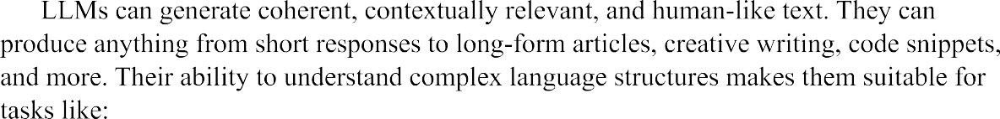 LLMs can generate coherent, contextually relevant, and human-like text. They can
produce anything from short responses to long-form articles, creative writing, code snippets,
and more. Their ability to understand complex language structures makes them suitable for
tasks like: